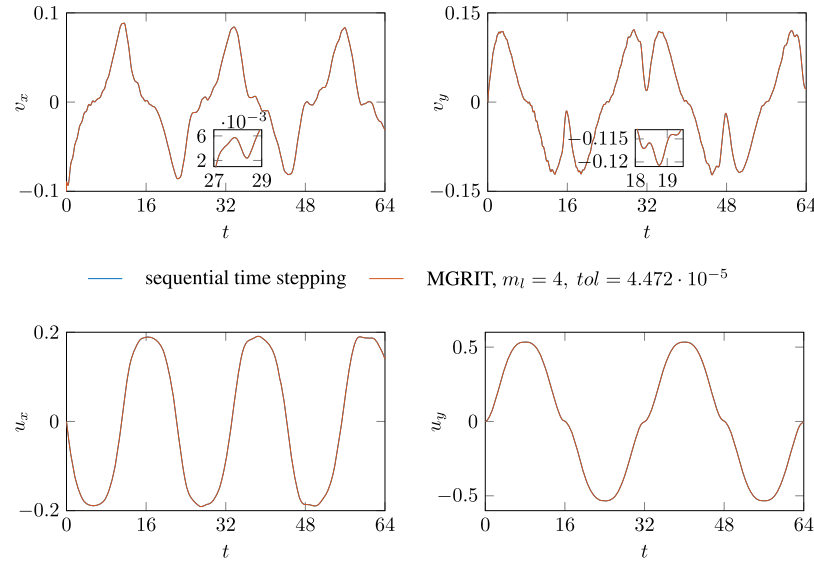 0.1
0
−0.1
v_x
·10^−3
6
2
27 29
0 16 32 48 64
t
0.15
0
−0.15
v_y
−0.115
−0.12
18 19
0 16 32 48 64
t
sequential time stepping MGRIT, m_l = 4, tol = 4.472 · 10^−5
0.2
0
−0.2
u_x
0 16 32 48 64
t
0.5
0
−0.5
u_y
0 16 32 48 64
t